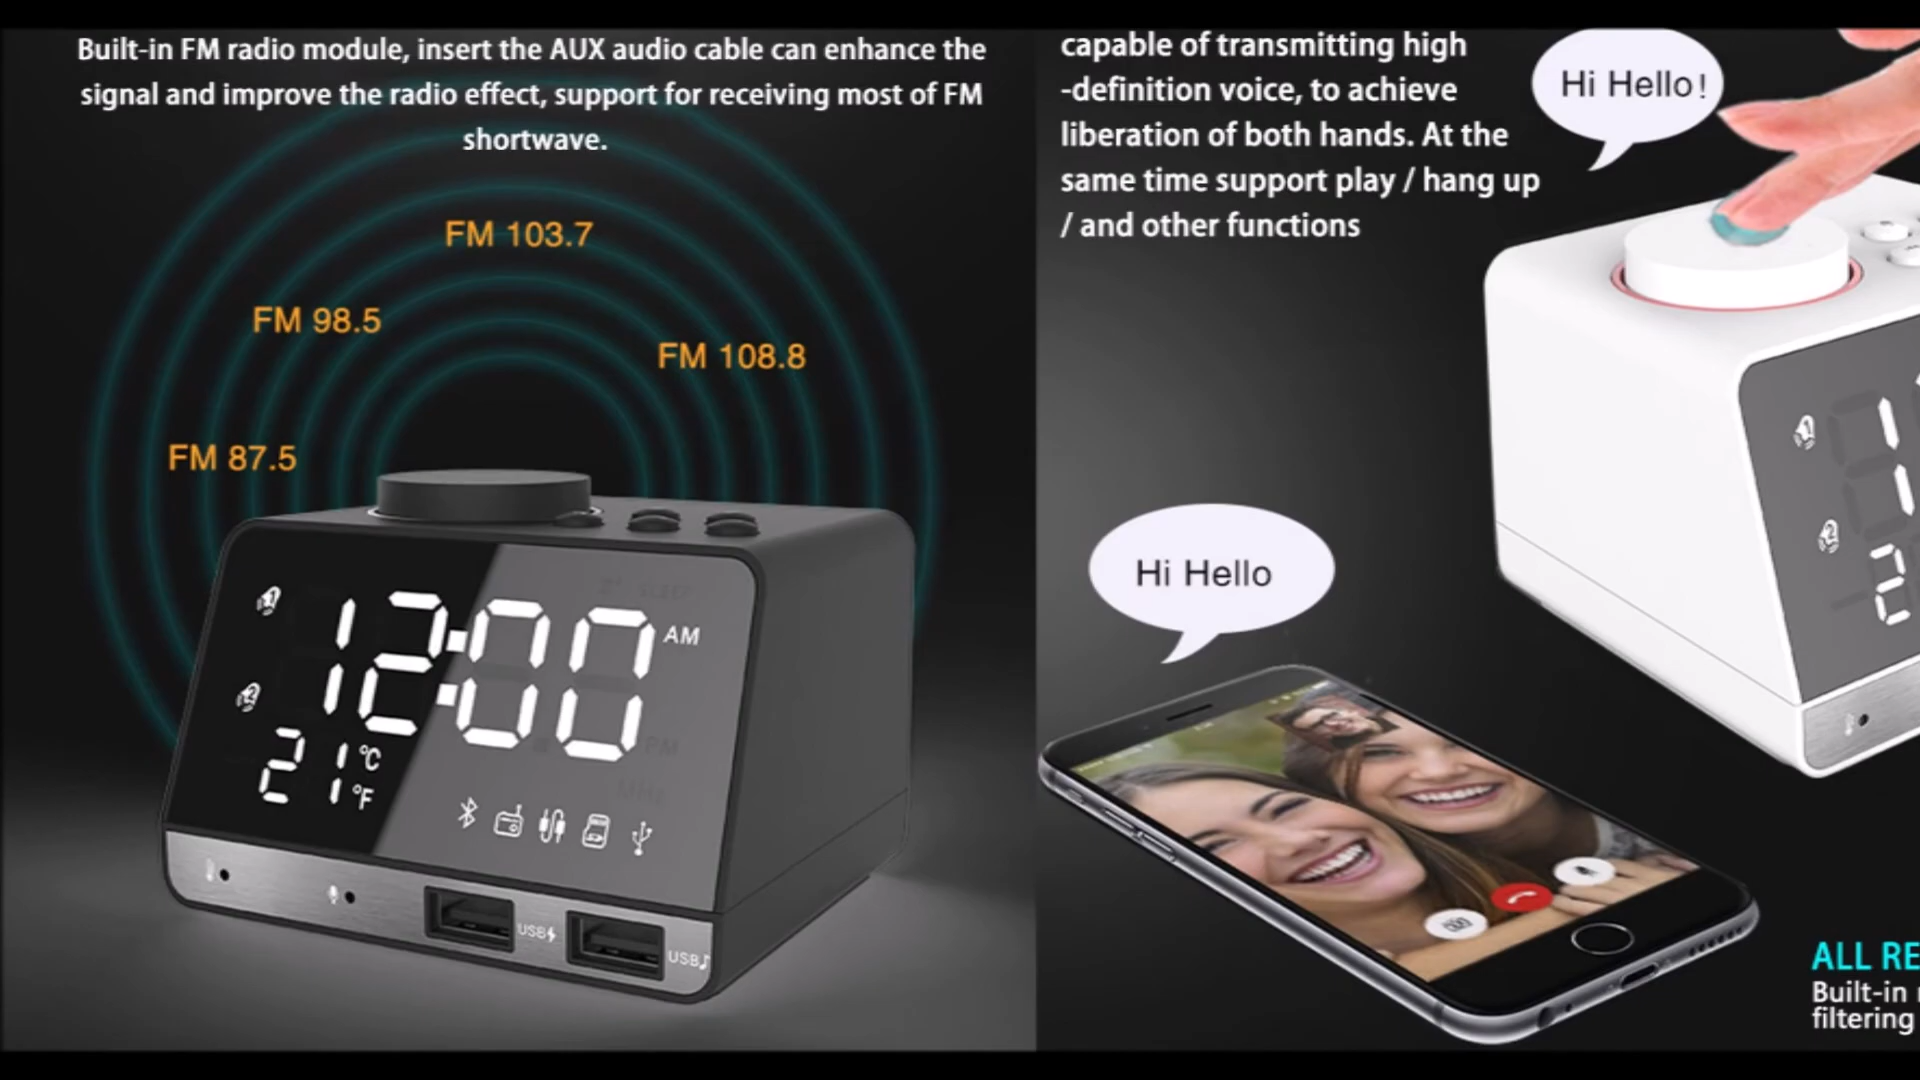 Built-in FM radio module, insert the AUX audio cable can enhance the
signal and improve the radio effect, support for receiving most of FM
shortwave.
FM 103.7
FM 98.5
FM 108.8
FM 87.5
12:00 AM
21 °C
°F
PM
MHz
USB
USB
capable of transmitting high
-definition voice, to achieve
liberation of both hands. At the
same time support play / hang up
/ and other functions
Hi Hello!
Hi Hello
ALL RE
Built-in
filtering